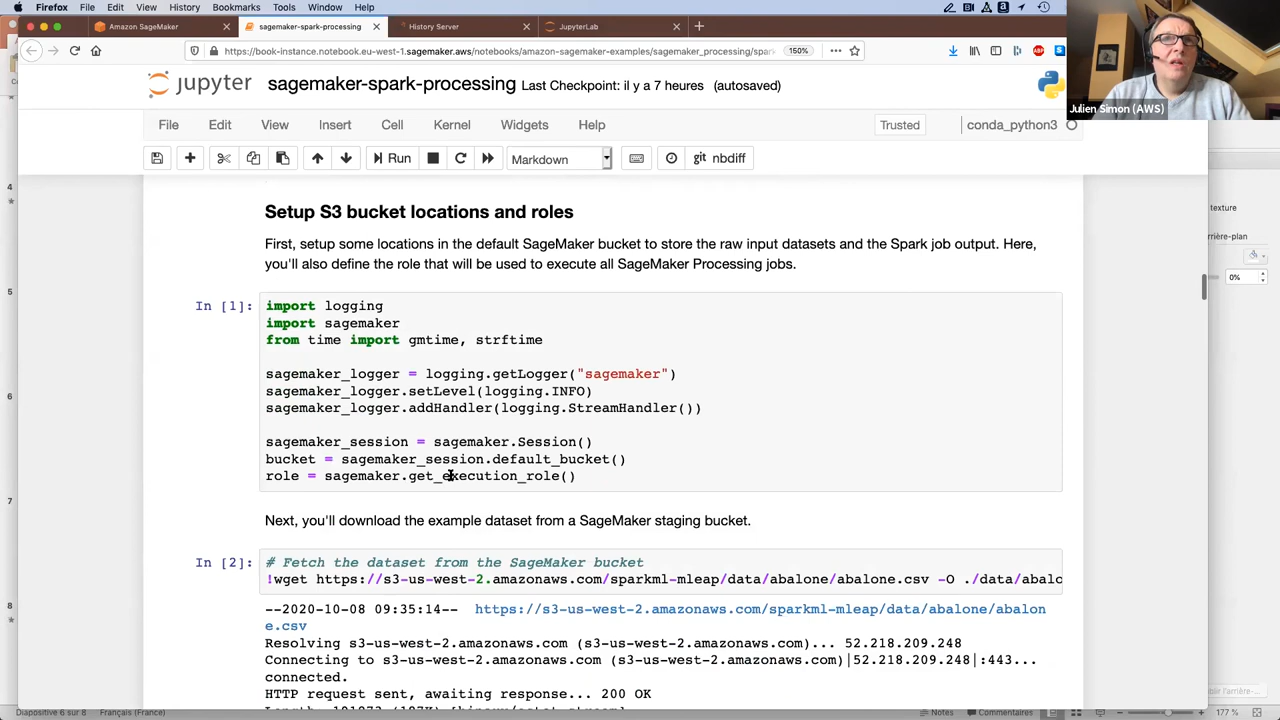 Firefox File Edit View History Bookmarks Tools Window Help
Amazon SageMaker
sagemaker-spark-processing
History Server
JupyterLab
https://book-instance.notebook.eu-west-1.sagemaker.aws/notebooks/amazon-sagemaker-examples/sagemaker_processing/spar
150%
ABP
Julien Simon (AWS)
jupyter
sagemaker-spark-processing Last Checkpoint: il y a 7 heures (autosaved)
File Edit View Insert Cell Kernel Widgets Help
Trusted
conda_python3
Run
Markdown
git nbdiff
4
5
6
7
8
texture
rrière-plan
0%
Setup S3 bucket locations and roles
First, setup some locations in the default SageMaker bucket to store the raw input datasets and the Spark job output. Here,
you'll also define the role that will be used to execute all SageMaker Processing jobs.
In [1]:
import logging
import sagemaker
from time import gmtime, strftime
sagemaker_logger = logging.getLogger("sagemaker")
sagemaker_logger.setLevel(logging.INFO)
sagemaker_logger.addHandler(logging.StreamHandler())
sagemaker_session = sagemaker.Session()
bucket = sagemaker_session.default_bucket()
role = sagemaker.get_execution_role()
Next, you'll download the example dataset from a SageMaker staging bucket.
In [2]:
# Fetch the dataset from the SageMaker bucket
!wget https://s3-us-west-2.amazonaws.com/sparkml-mleap/data/abalone/abalone.csv -O ./data/abalo
--2020-10-08 09:35:14-- https://s3-us-west-2.amazonaws.com/sparkml-mleap/data/abalone/abalon
e.csv
Resolving s3-us-west-2.amazonaws.com (s3-us-west-2.amazonaws.com)... 52.218.209.248
Connecting to s3-us-west-2.amazonaws.com (s3-us-west-2.amazonaws.com)|52.218.209.248|:443...
connected.
HTTP request sent, awaiting response... 200 OK
Diapositive 6 sur 8
Français (France)
Notes
Commentaires
177 %